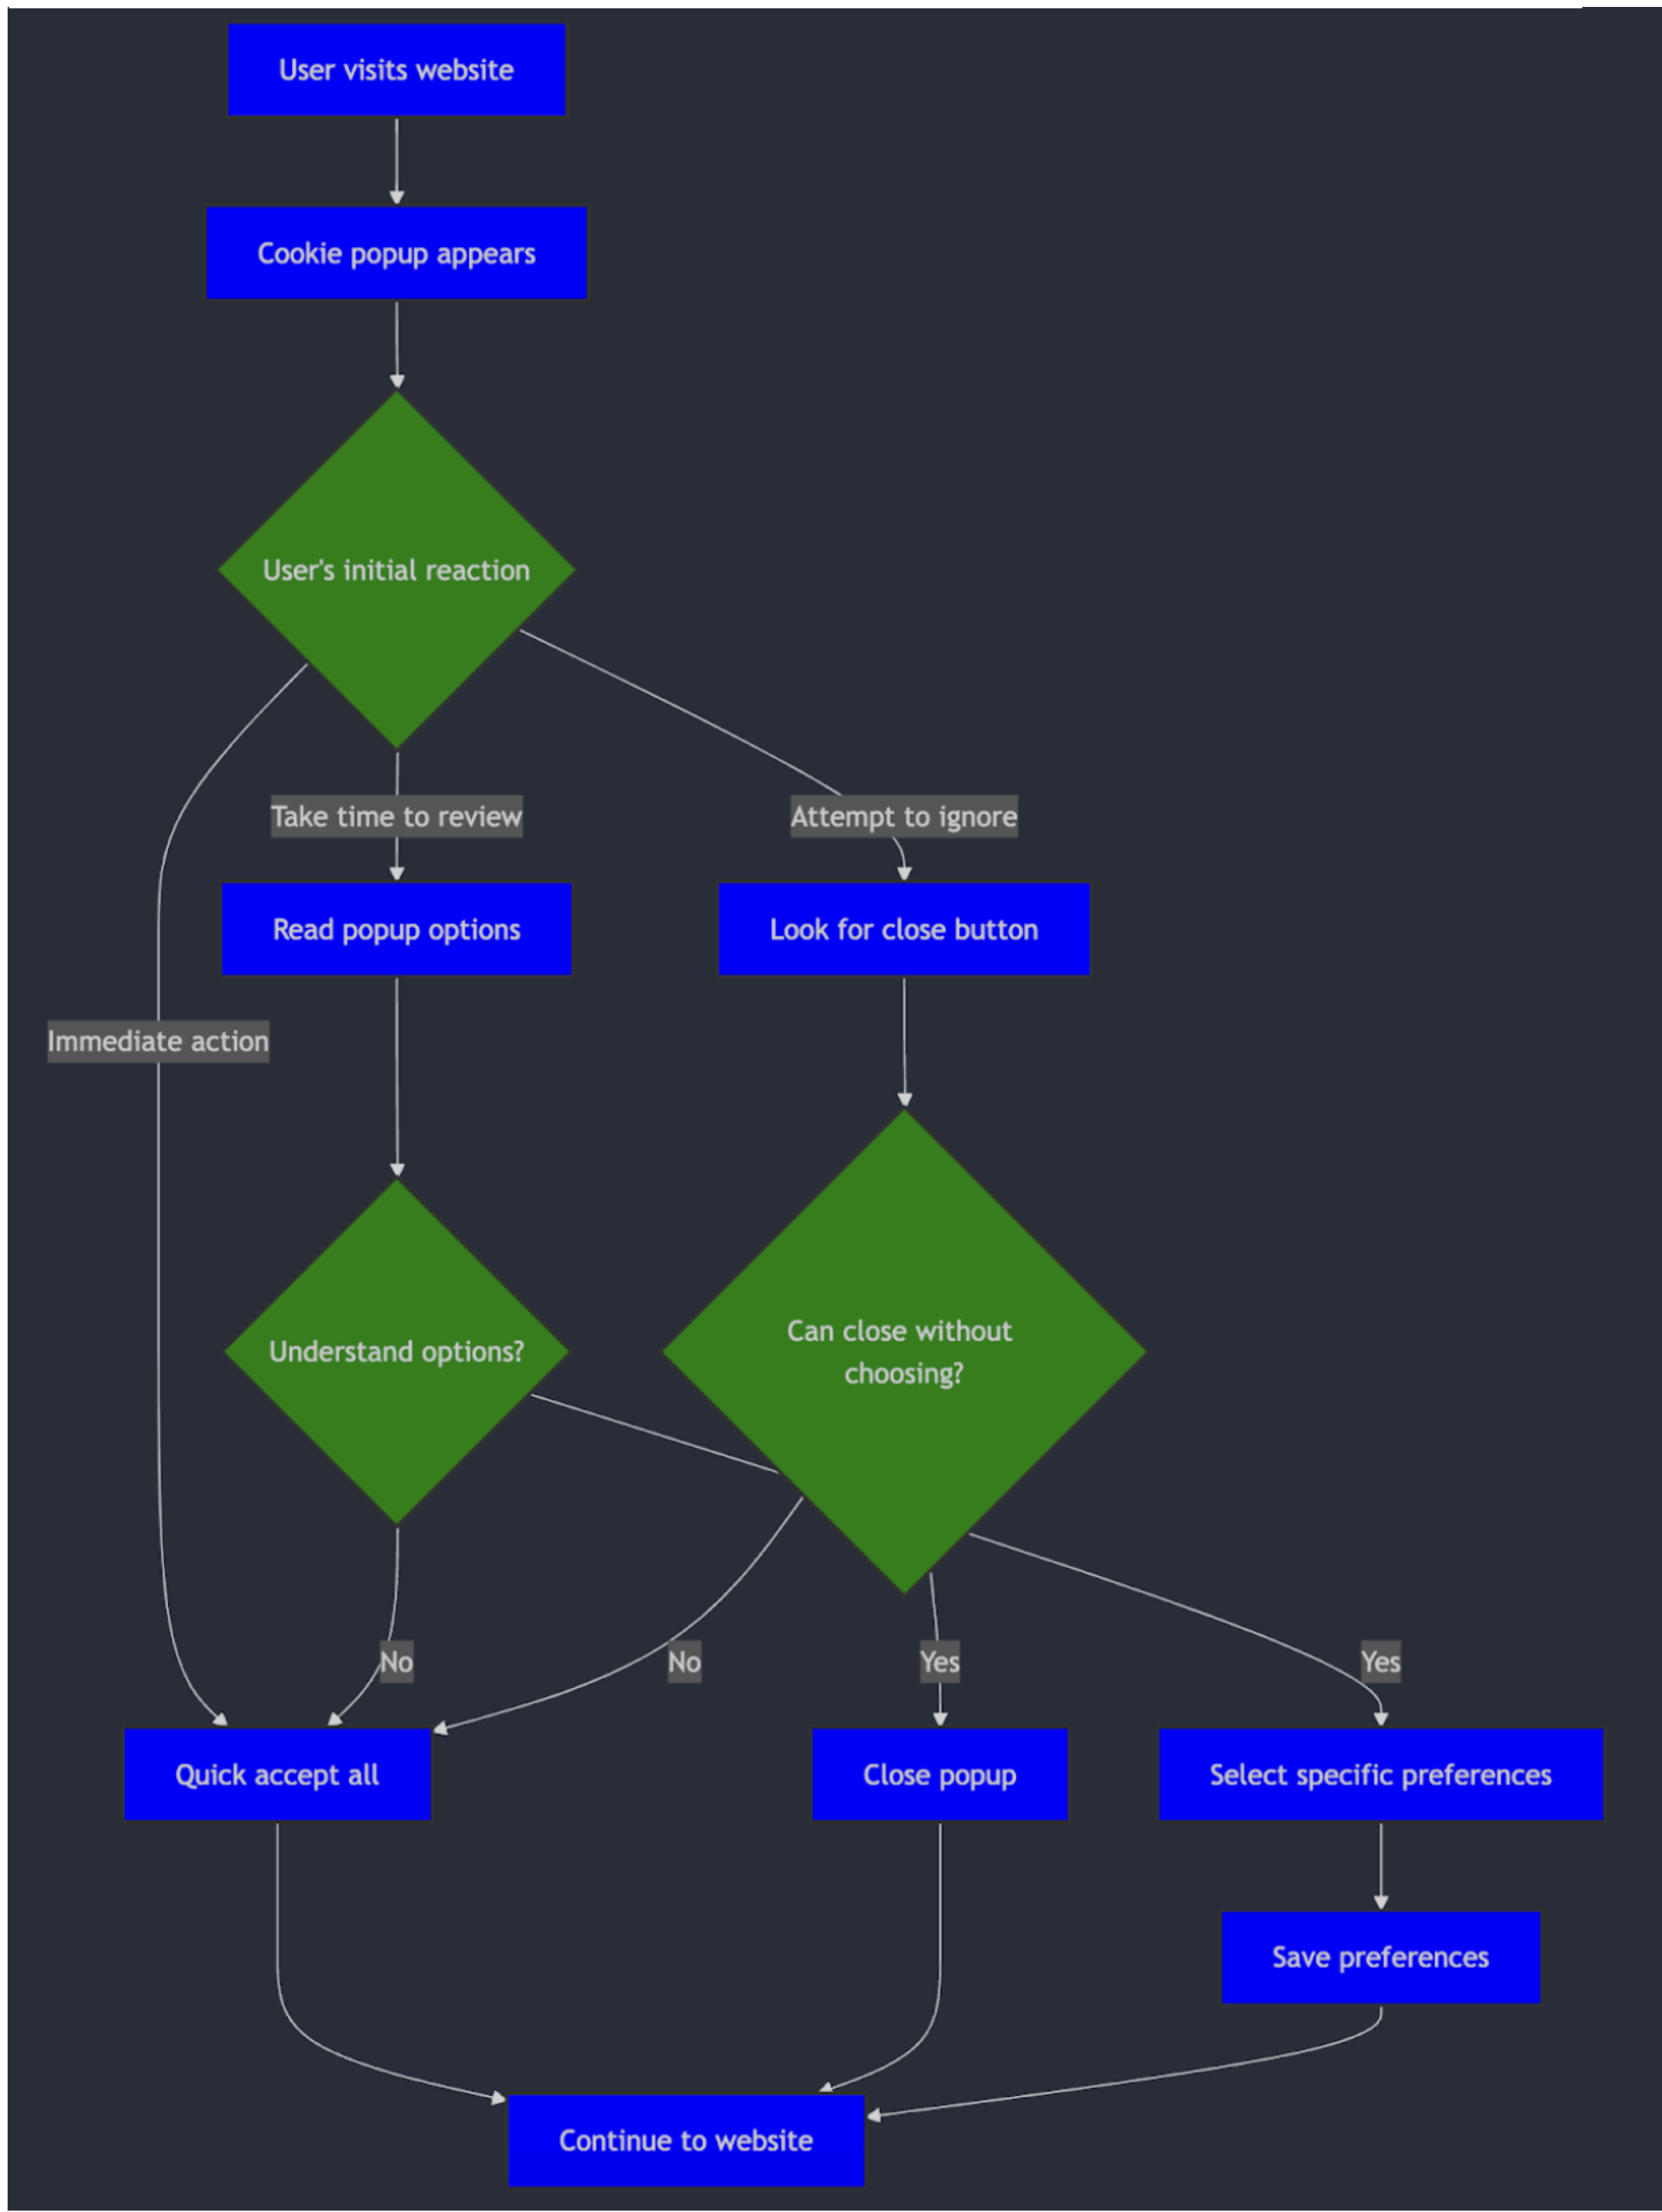 User visits website
Cookie popup appears
User's initial reaction
Take time to review
Attempt to ignore
Read popup options
Look for close button
Immediate action
Understand options?
Can close without
choosing?
No
No
Yes
Yes
Quick accept all
Close popup
Select specific preferences
Save preferences
Continue to website